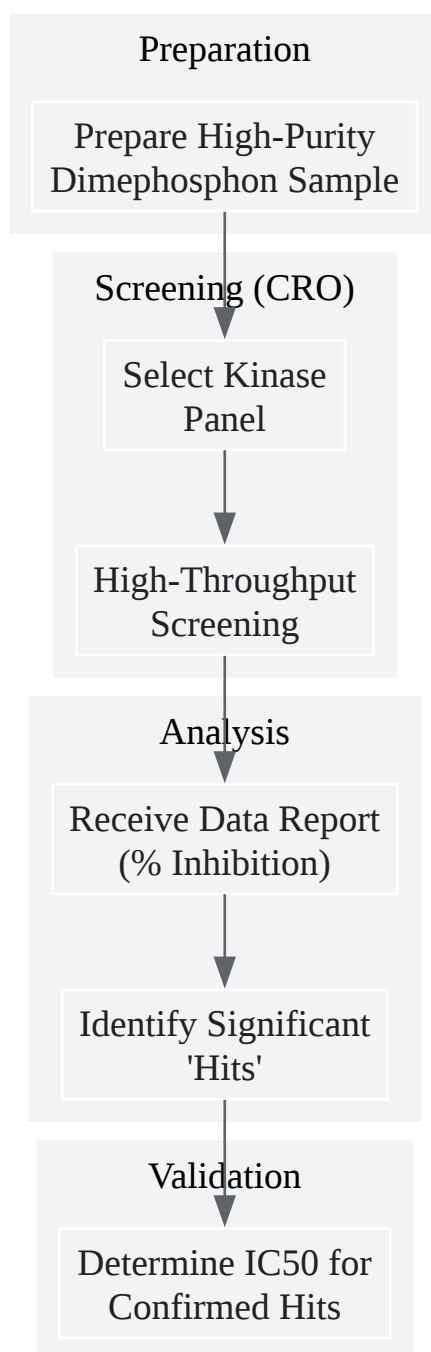 Preparation
Prepare High-Purity
Dimephosphon Sample
Screening (CRO)
Select Kinase
Panel
High-Throughput
Screening
Analysis
Receive Data Report
(% Inhibition)
Identify Significant
'Hits'
Validation
Determine IC50 for
Confirmed Hits